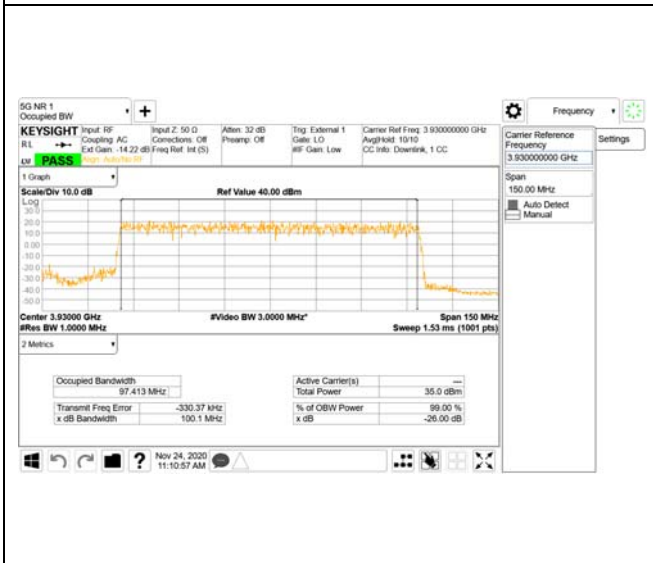 5G NR 1
Occupied BW
+
Frequency
KEYSIGHT Input: RF Input Z: 50 Ω Atten: 32 dB Trig: External 1 Carrier Ref Freq: 3.930000000 GHz
RL Coupling: AC Corrections: Off Preamp: Off Gate: LO Avg|Hold: 10/10
Ext Gain: -14.22 dB Freq Ref: Int (S) #IF Gain: Low CC Info: Downlink, 1 CC
PASS Align: Auto/No RF
Carrier Reference
Frequency
3.930000000 GHz
Settings
Span
150.00 MHz
Auto Detect
Manual
1 Graph
Scale/Div 10.0 dB Ref Value 40.00 dBm
Log
30.0
20.0
10.0
0.00
-10.0
-20.0
-30.0
-40.0
-50.0
Center 3.93000 GHz #Video BW 3.0000 MHz* Span 150 MHz
#Res BW 1.0000 MHz Sweep 1.53 ms (1001 pts)
2 Metrics
Occupied Bandwidth Active Carrier(s) ---
97.413 MHz Total Power 35.0 dBm
Transmit Freq Error -330.37 kHz % of OBW Power 99.00 %
x dB Bandwidth 100.1 MHz x dB -26.00 dB
? Nov 24, 2020
11:10:57 AM